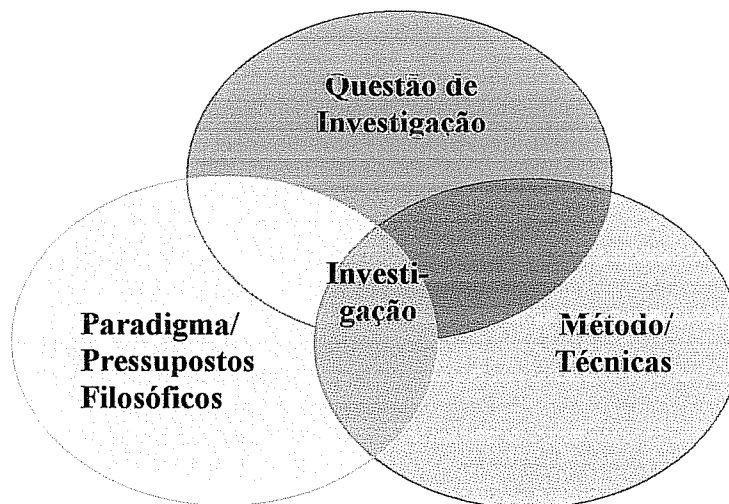 Questão de
Investigação
Investi-
gação
Paradigma/
Pressupostos
Filosóficos
Método/
Técnicas